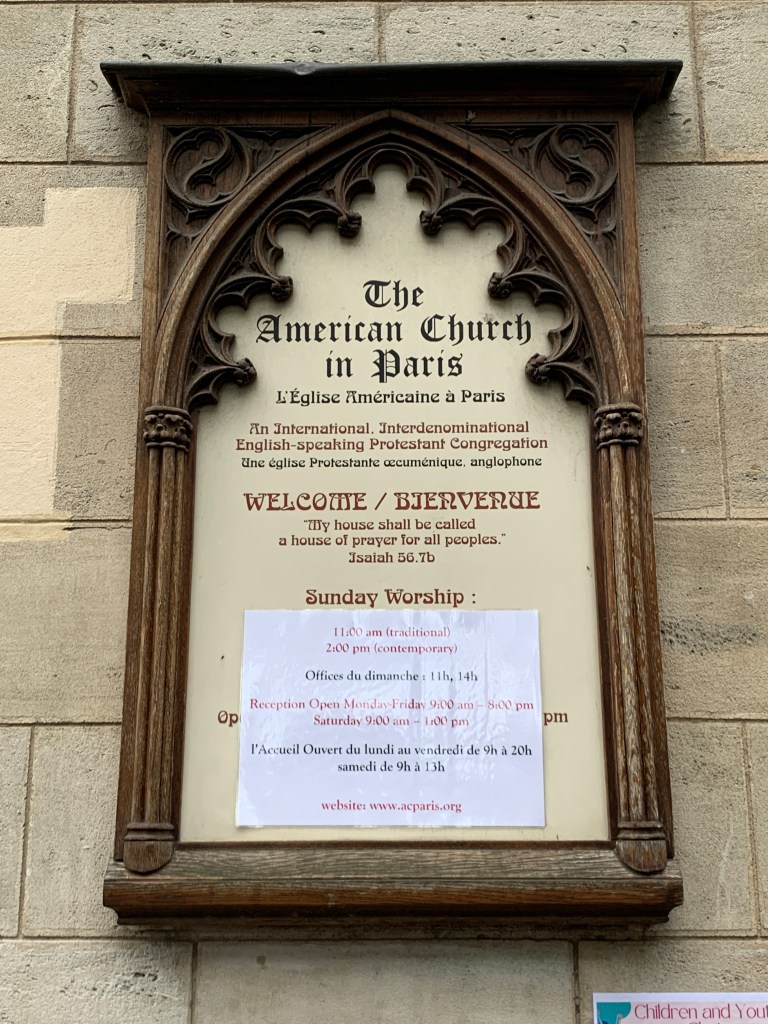 The
American Church
in Paris
L'Église Américaine à Paris
An International, Interdenominational
English-speaking Protestant Congregation
Une église Protestante œcuménique, anglophone
WELCOME / BIENVENUE
"My house shall be called
a house of prayer for all peoples."
Isaiah 56.7b
Sunday Worship :
11:00 am (traditional)
2:00 pm (contemporary)
Offices du dimanche : 11h, 14h
Reception Open Monday-Friday 9:00 am – 8:00 pm
Saturday 9:00 am – 1:00 pm
pm
l'Accueil Ouvert du lundi au vendredi de 9h à 20h
samedi de 9h à 13h
website: www.acparis.org
Children and